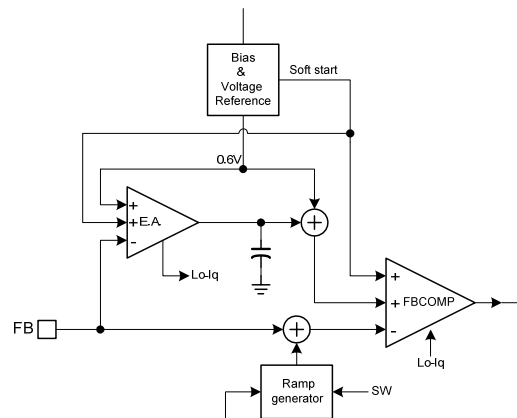 Bias
&
Voltage
Reference
Soft start
0.6V
+
+ E.A.
-
+
Lo-Iq
+
+ FBCOMP
-
FB
+
Lo-Iq
Ramp
generator
SW